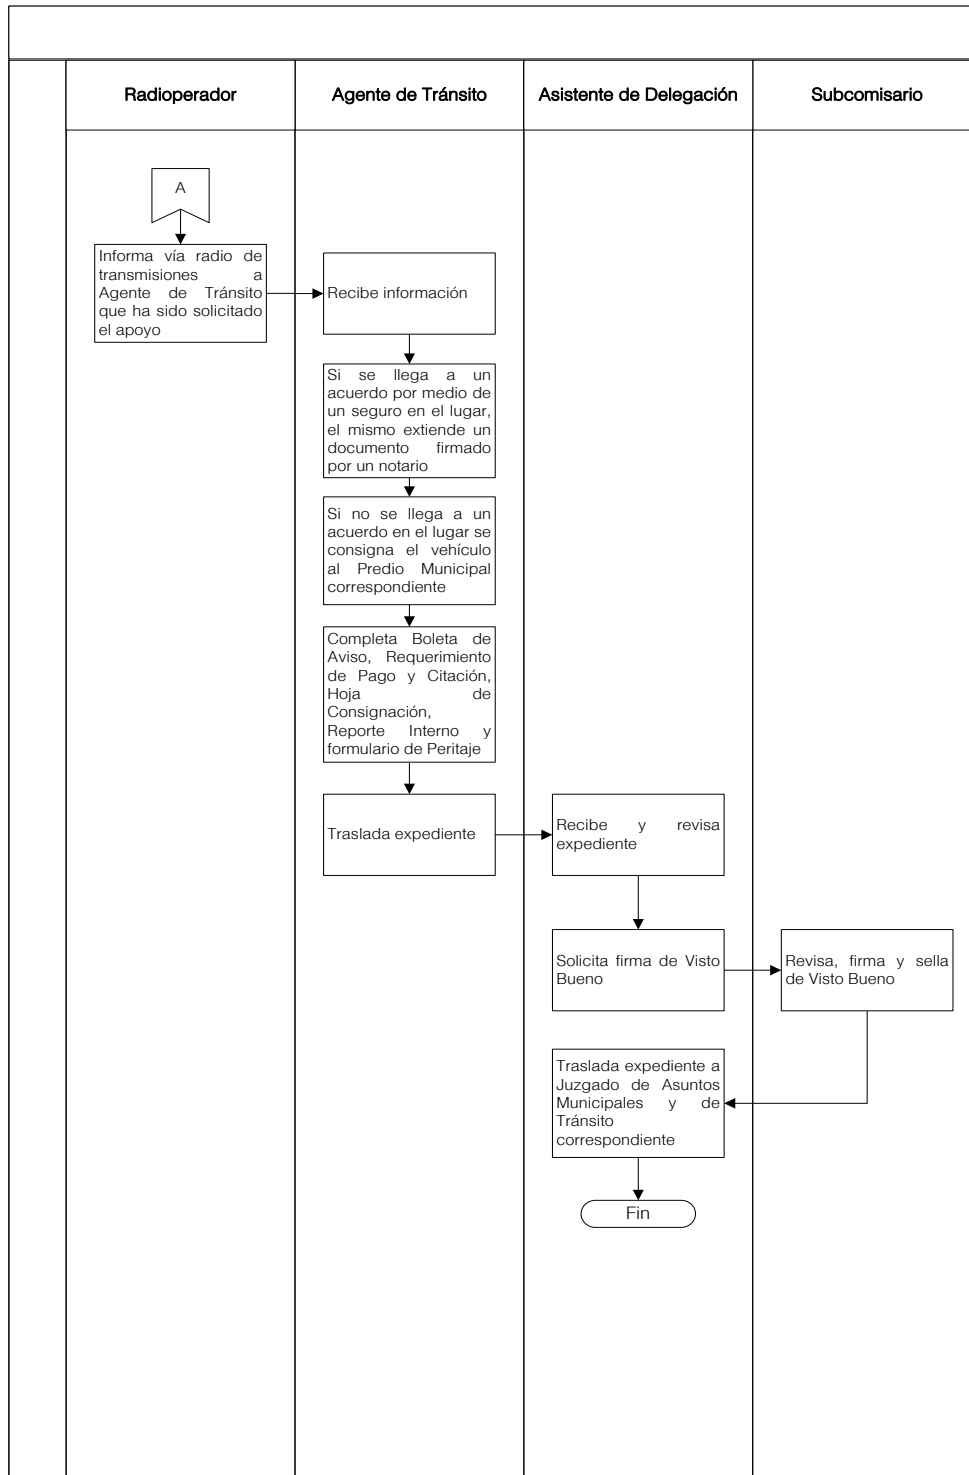 Radioperador
Agente de Tránsito
Asistente de Delegación
Subcomisario
A
Informa vía radio de
transmisiones a
Agente de Tránsito
que ha sido solicitado
el apoyo
Recibe información
Si se llega a un
acuerdo por medio de
un seguro en el lugar,
el mismo extiende un
documento firmado
por un notario
Si no se llega a un
acuerdo en el lugar se
consigna el vehículo
al Predio Municipal
correspondiente
Completa Boleta de
Aviso, Requerimiento
de Pago y Citación,
Hoja de
Consignación,
Reporte Interno y
formulario de Peritaje
Traslada expediente
Recibe y revisa
expediente
Solicita firma de Visto
Bueno
Revisa, firma y sella
de Visto Bueno
Traslada expediente a
Juzgado de Asuntos
Municipales y de
Tránsito
correspondiente
Fin